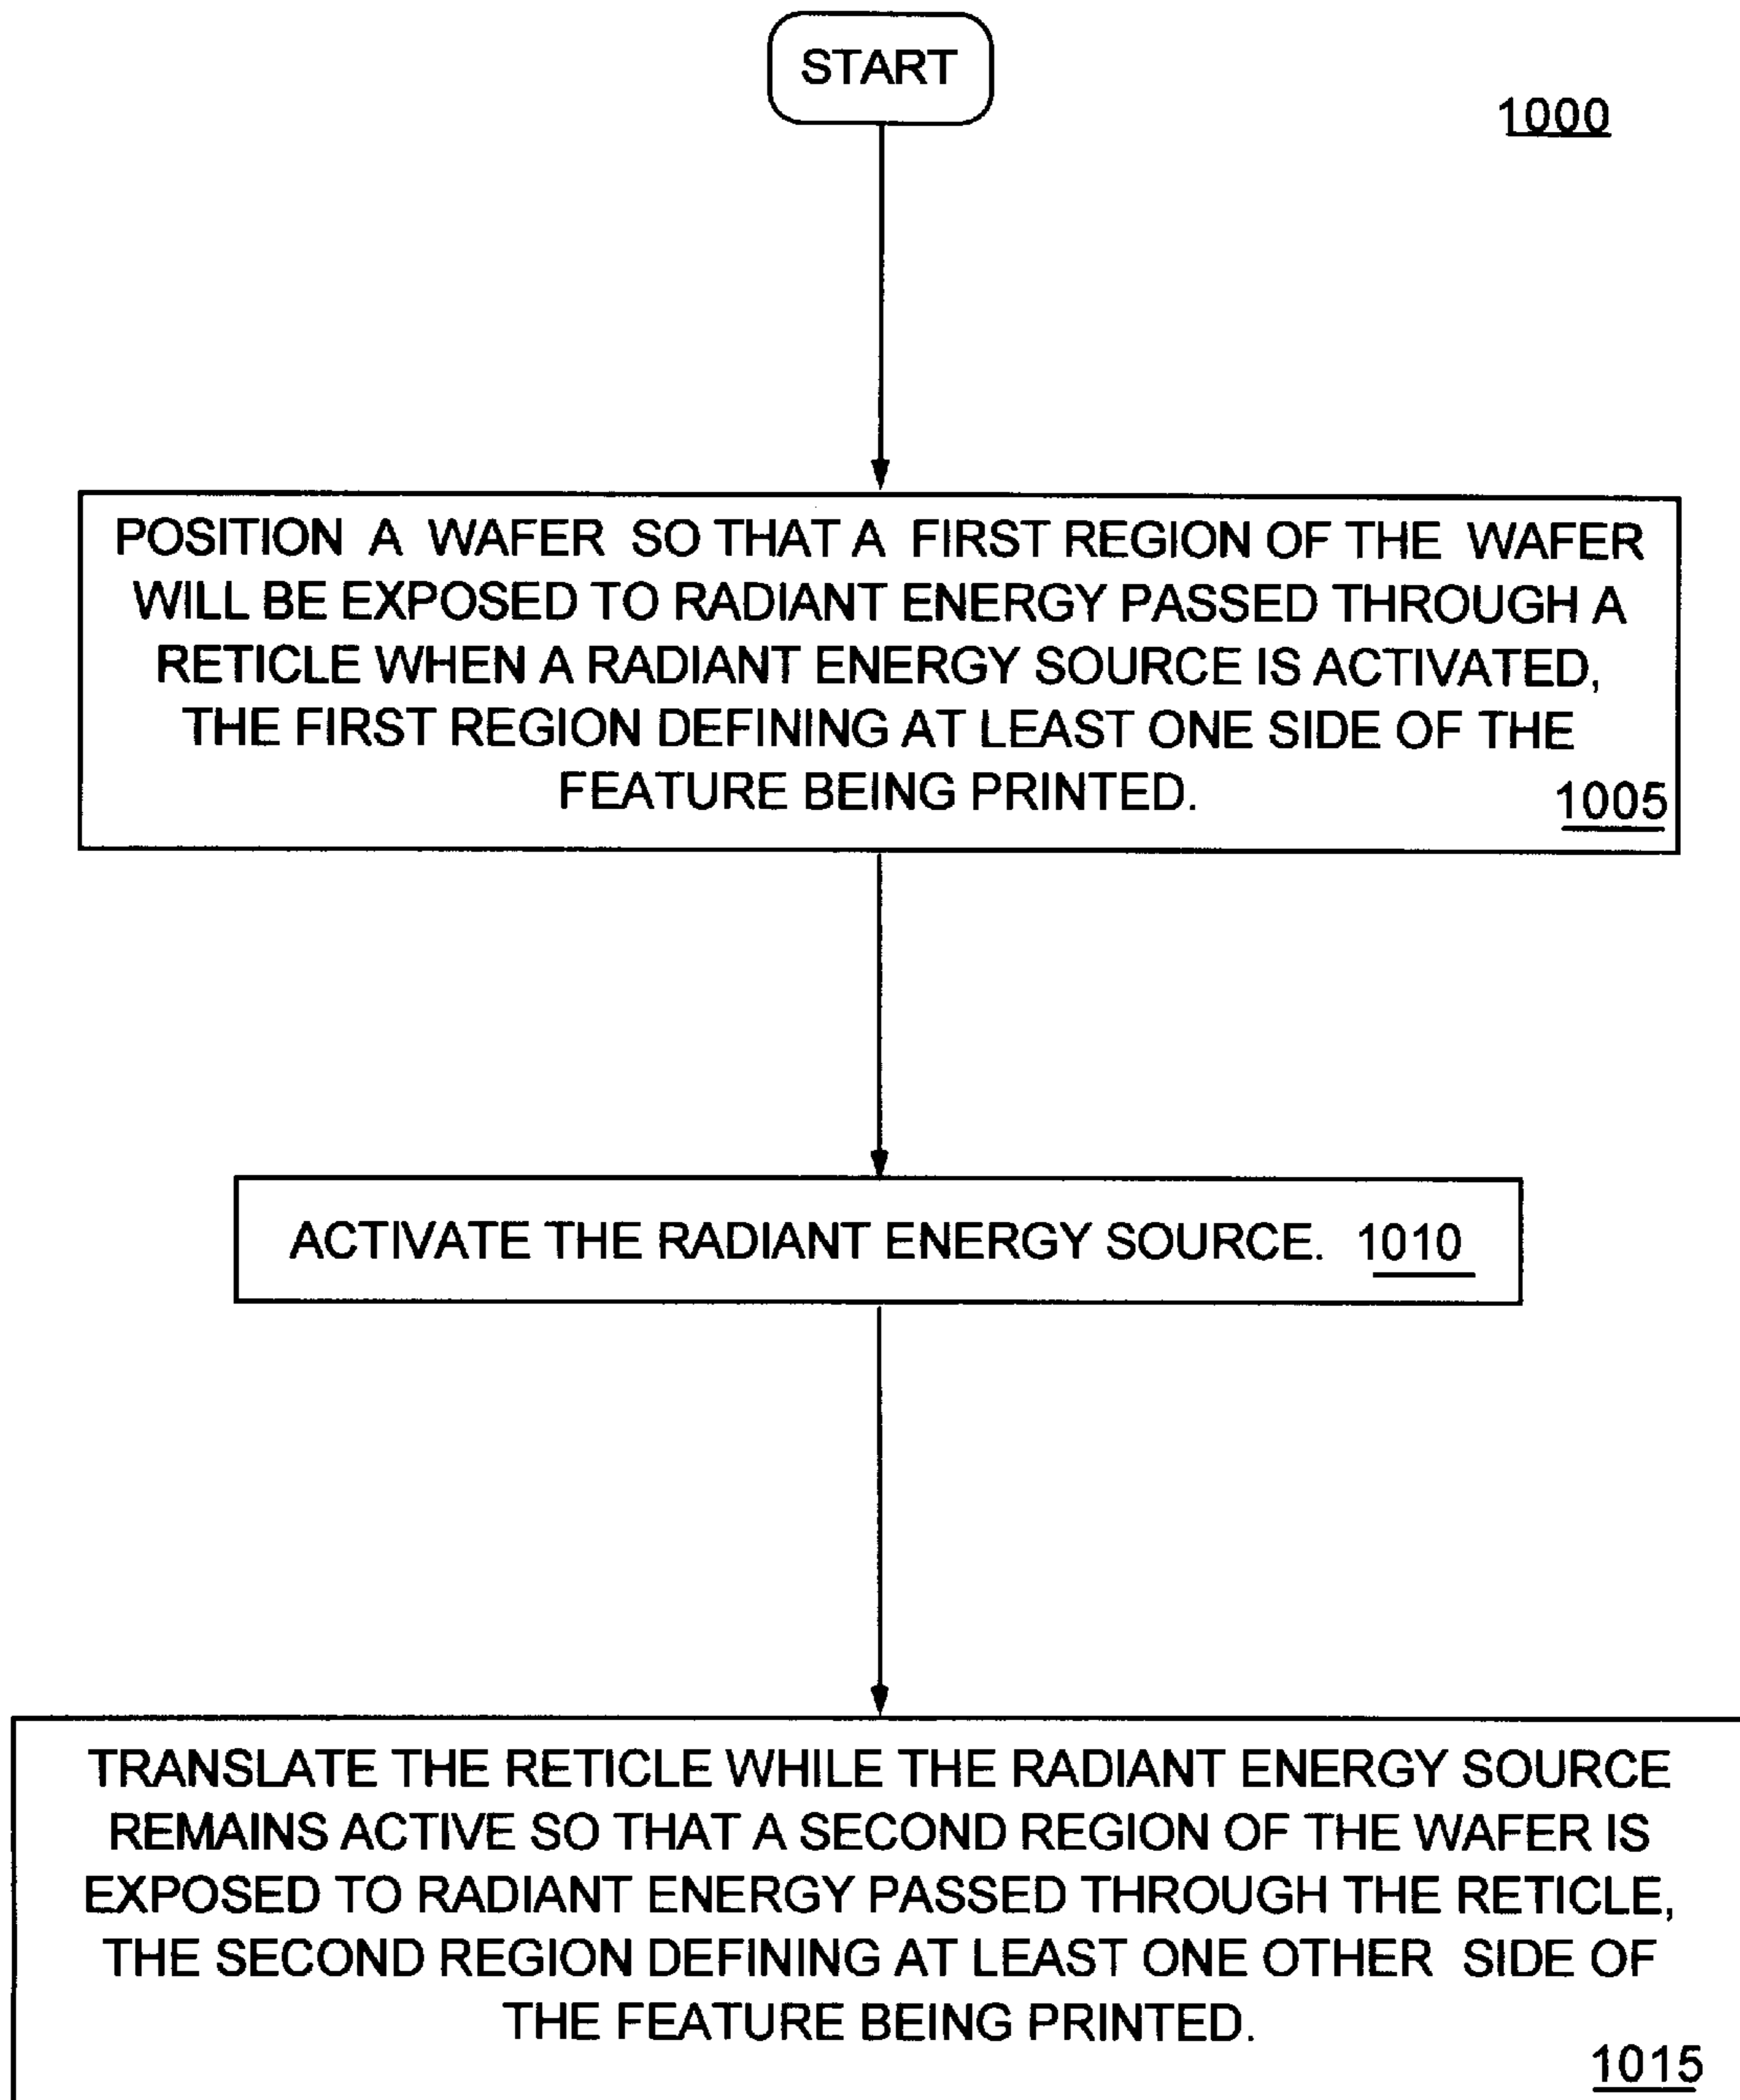 START
1000
POSITION A WAFER SO THAT A FIRST REGION OF THE WAFER
WILL BE EXPOSED TO RADIANT ENERGY PASSED THROUGH A
RETICLE WHEN A RADIANT ENERGY SOURCE IS ACTIVATED,
THE FIRST REGION DEFINING AT LEAST ONE SIDE OF THE
FEATURE BEING PRINTED.
1005
ACTIVATE THE RADIANT ENERGY SOURCE. 1010
TRANSLATE THE RETICLE WHILE THE RADIANT ENERGY SOURCE
REMAINS ACTIVE SO THAT A SECOND REGION OF THE WAFER IS
EXPOSED TO RADIANT ENERGY PASSED THROUGH THE RETICLE,
THE SECOND REGION DEFINING AT LEAST ONE OTHER SIDE OF
THE FEATURE BEING PRINTED.
1015